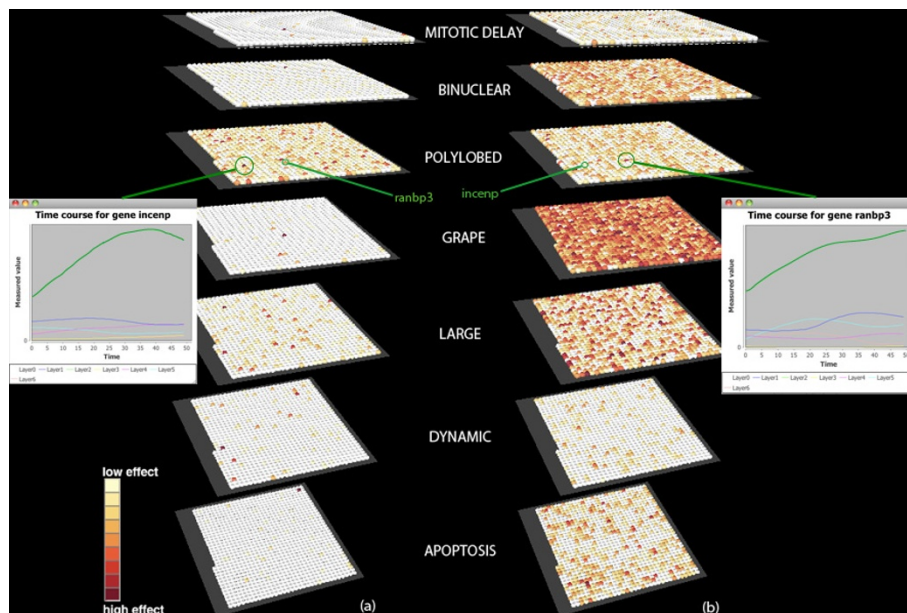 MITOTIC DELAY
BINUCLEAR
POLYLOBED
ranbp3
incenp
Time course for gene incenp
Measured value
0
0 5 10 15 20 25 30 35 40 45 50
Time
Layer0 Layer1 Layer2 Layer3 Layer4 Layer5
Layer6
GRAPE
Time course for gene ranbp3
Measured value
0
0 5 10 15 20 25 30 35 40 45 50
Time
Layer0 Layer1 Layer2 Layer3 Layer4 Layer5
Layer6
LARGE
DYNAMIC
low effect
high effect
APOPTOSIS
(a)
(b)